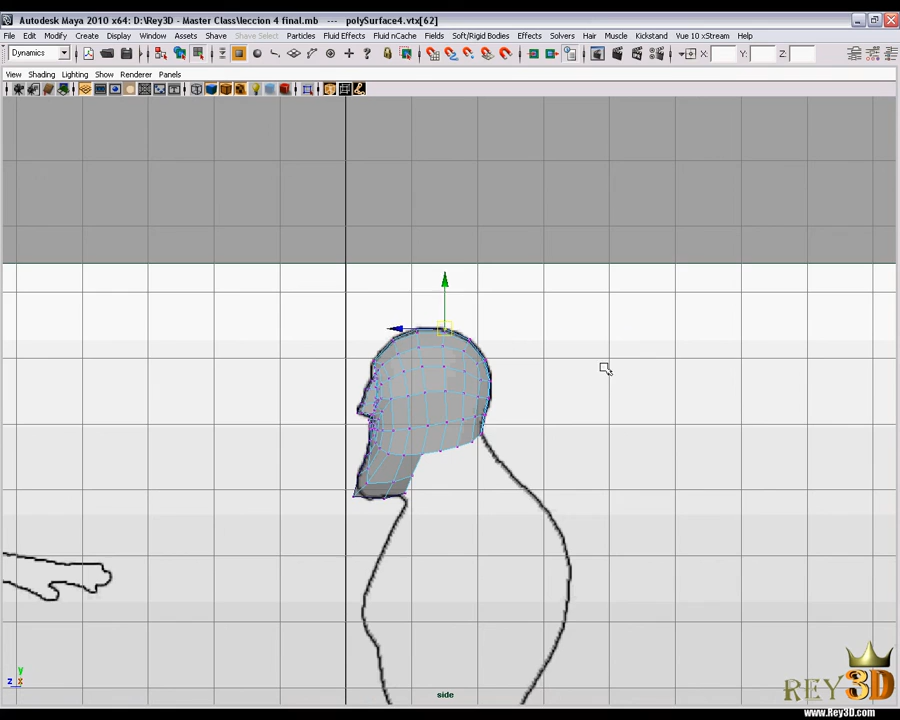 Autodesk Maya 2010 x64: D:\Rey3D - Master Class\leccion 4 final.mb --- polySurface4.vtx[62]
File Edit Modify Create Display Window Assets Share Share Select Particles Fluid Effects Fluid nCache Fields Soft/Rigid Bodies Effects Solvers Hair Muscle Kickstand Vue 10 xStream Help
Dynamics X: Y: Z:
View Shading Lighting Show Renderer Panels
y
z x
side
REY3D
www.Rey3D.com